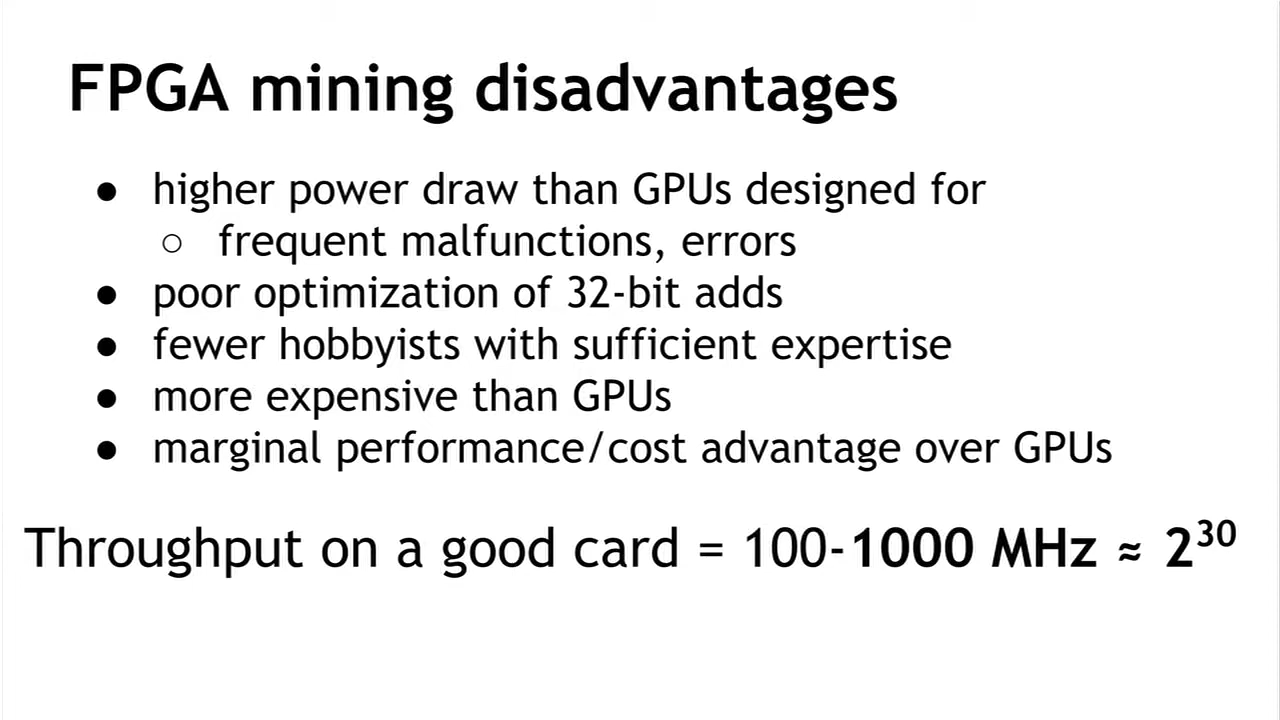 FPGA mining disadvantages
● higher power draw than GPUs designed for
○ frequent malfunctions, errors
● poor optimization of 32-bit adds
● fewer hobbyists with sufficient expertise
● more expensive than GPUs
● marginal performance/cost advantage over GPUs
Throughput on a good card = 100-1000 MHz ≈ 2³⁰